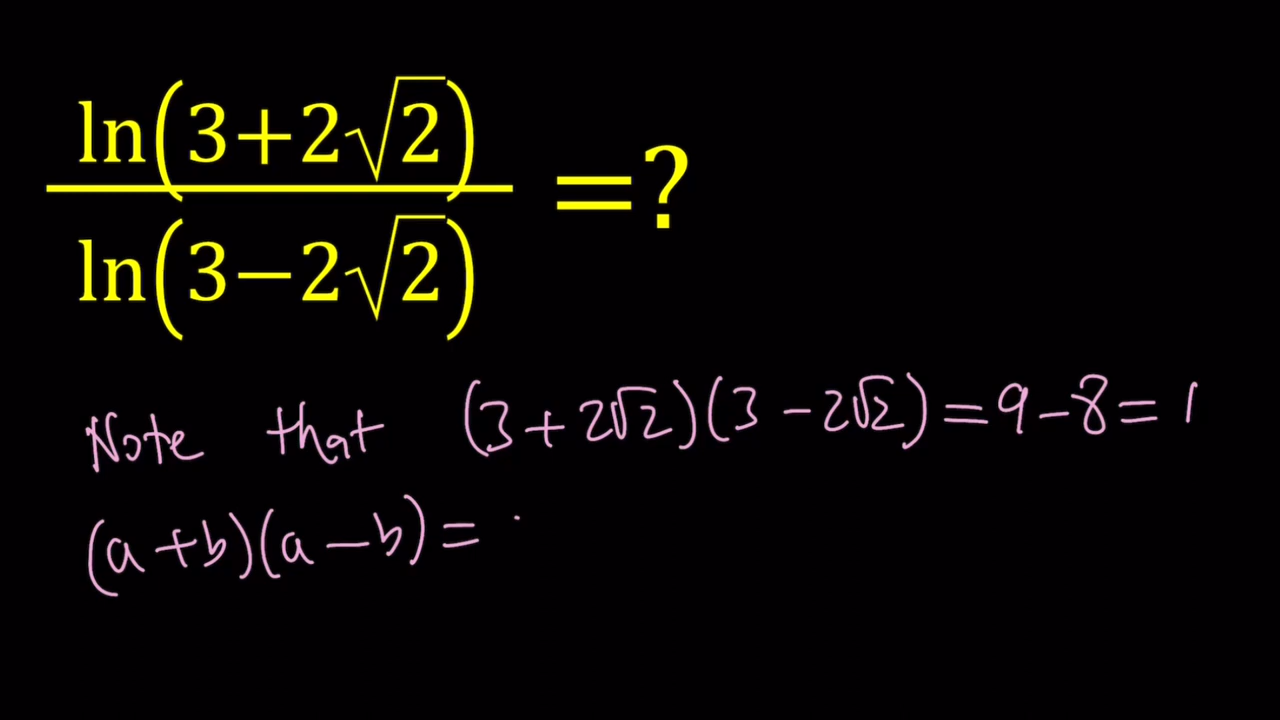 ln(3+2√2)
=?
ln(3−2√2)
Note that (3+2√2)(3−2√2)=9−8=1
(a+b)(a−b)=